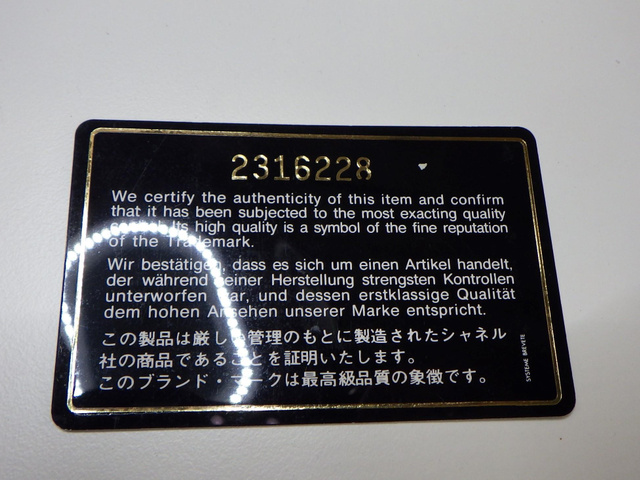 2316228
We certify the authenticity of this item and confirm
that it has been subjected to the most exacting quality
Its high quality is a symbol of the fine reputation
of the Trademark.
Wir bestätigen, dass es sich um einen Artikel handelt,
der während seiner Herstellung strengsten Kontrollen
unterworfen war, und dessen erstklassige Qualität
dem hohen Ansehen unserer Marke entspricht.
この製品は厳しい管理のもとに製造されたシャネル
社の商品であることを証明いたします。
このブランド・マークは最高級品質の象徴です。
SYSTEME BREVETE